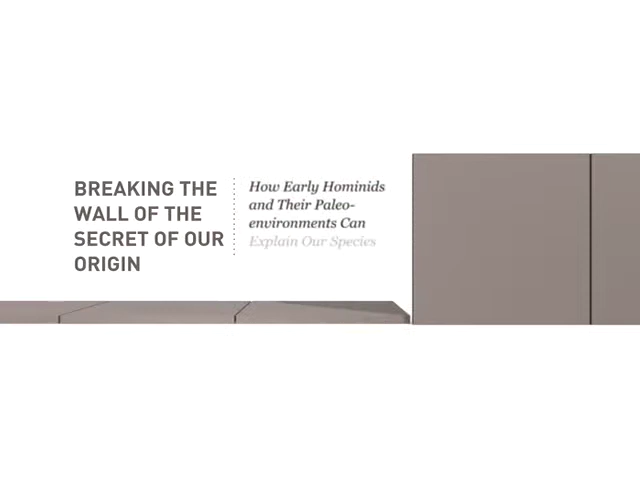 BREAKING THE
WALL OF THE
SECRET OF OUR
ORIGIN
How Early Hominids
and Their Paleo-
environments Can
Explain Our Species